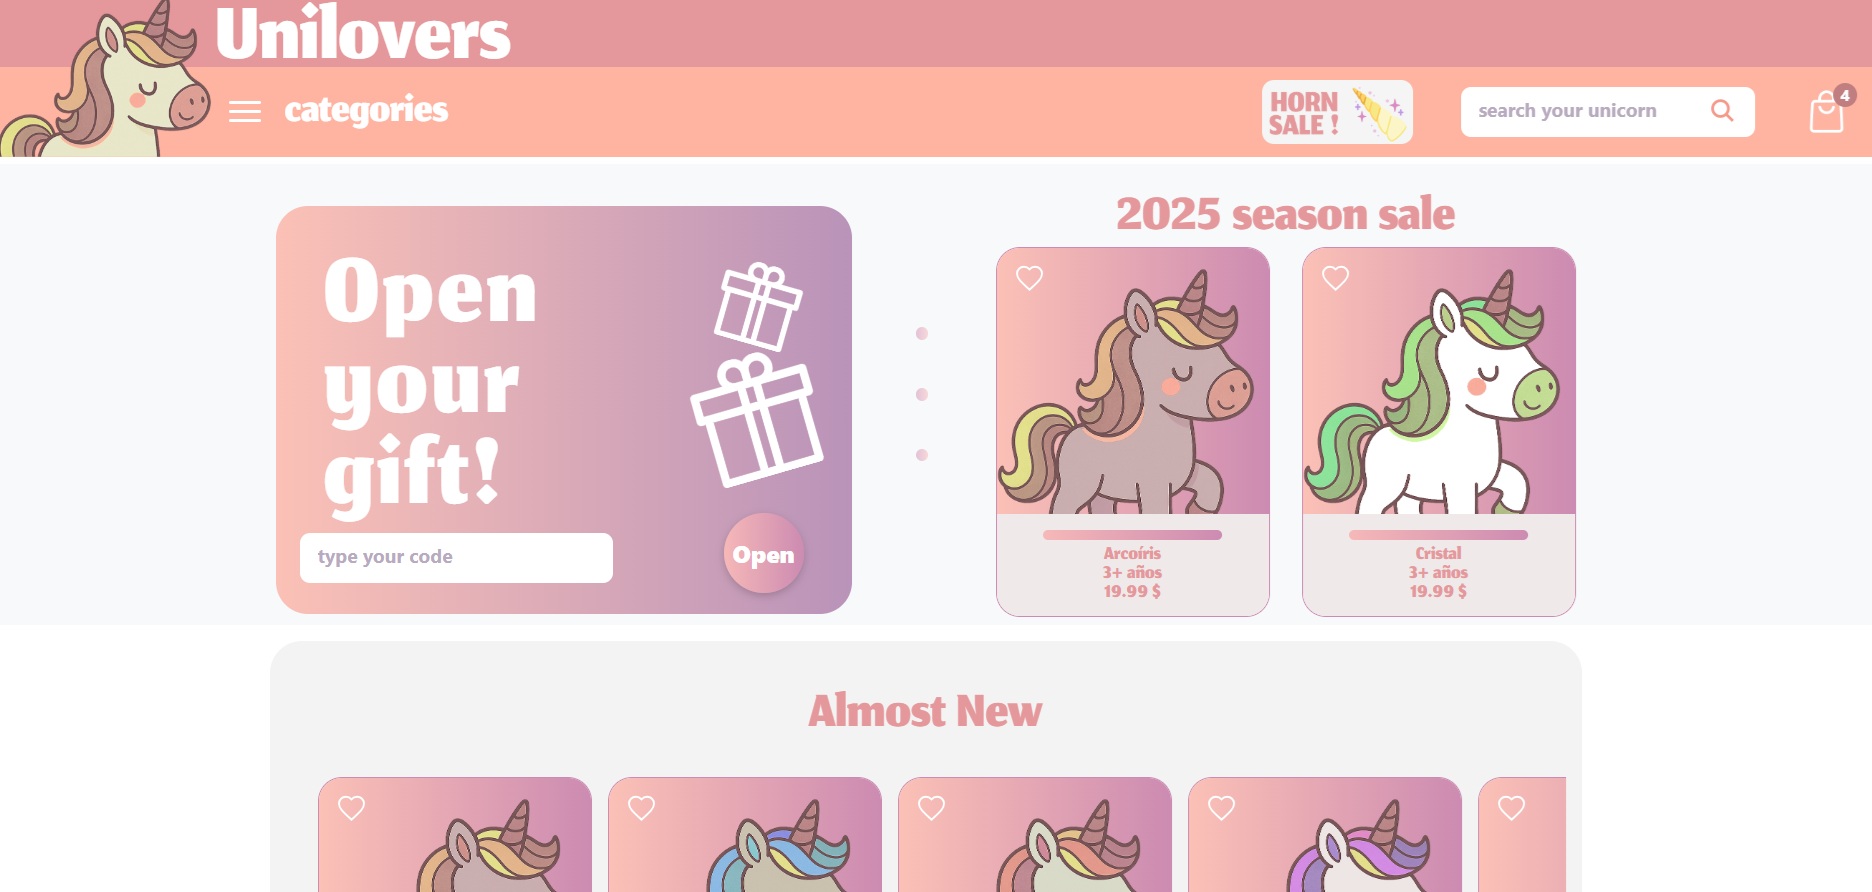 Unilovers
categories
HORN
SALE !
search your unicorn
4
Open
your
gift!
type your code
Open
2025 season sale
Arcoíris
3+ años
19.99 $
Cristal
3+ años
19.99 $
Almost New